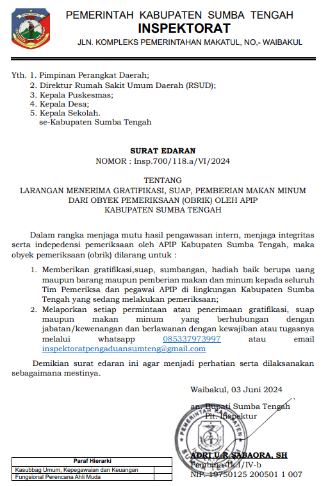 PEMERINTAH KABUPATEN SUMBA TENGAH
INSPEKTORAT
JLN. KOMPLEKS PEMERINTAHAN MAKATUL, NO,- WAIBAKUL
Yth. 1. Pimpinan Perangkat Daerah;
2. Direktur Rumah Sakit Umum Daerah (RSUD);
3. Kepala Puskesmas;
4. Kepala Desa;
5. Kepala Sekolah.
se-Kabupaten Sumba Tengah
SURAT EDARAN
NOMOR : Insp.700/118.a/VI/2024
TENTANG
LARANGAN MENERIMA GRATIFIKASI, SUAP, PEMBERIAN MAKAN MINUM
DARI OBYEK PEMERIKSAAN (OBRIK) OLEH APIP
KABUPATEN SUMBA TENGAH
Dalam rangka menjaga mutu hasil pengawasan intern, menjaga integritas
serta indepedensi pemeriksaan oleh APIP Kabupaten Sumba Tengah, maka
obyek pemeriksaan (obrik) dilarang untuk :
1. Memberikan gratifikasi,suap, sumbangan, hadiah baik berupa uang
maupun barang maupun pemberian makan dan minum kepada seluruh
Tim Pemeriksa dan pegawai APIP di lingkungan Kabupaten Sumba
Tengah yang sedang melakukan pemeriksaan;
2. Melaporkan setiap permintaan atau penerimaan gratifikasi, suap
maupun makan minum yang berhubungan dengan
jabatan/kewenangan dan berlawanan dengan kewajiban atau tugasnya
melalui whatsapp 085337973997 atau email
inspektoratpengaduansumteng@gmail.com
Demikian surat edaran ini agar menjadi perhatian serta dilaksanakan
sebagaimana mestinya.
Waibakul, 03 Juni 2024
an. Bupati Sumba Tengah
Plt. Inspektur
ADRI U.R SABAORA, SH
Pembina Tk.I/IV-b
NIP. 19750125 200501 1 007
Paraf Hierarki
Kasubbag Umum, Kepegawaian dan Keuangan
Fungsional Perencana Ahli Muda